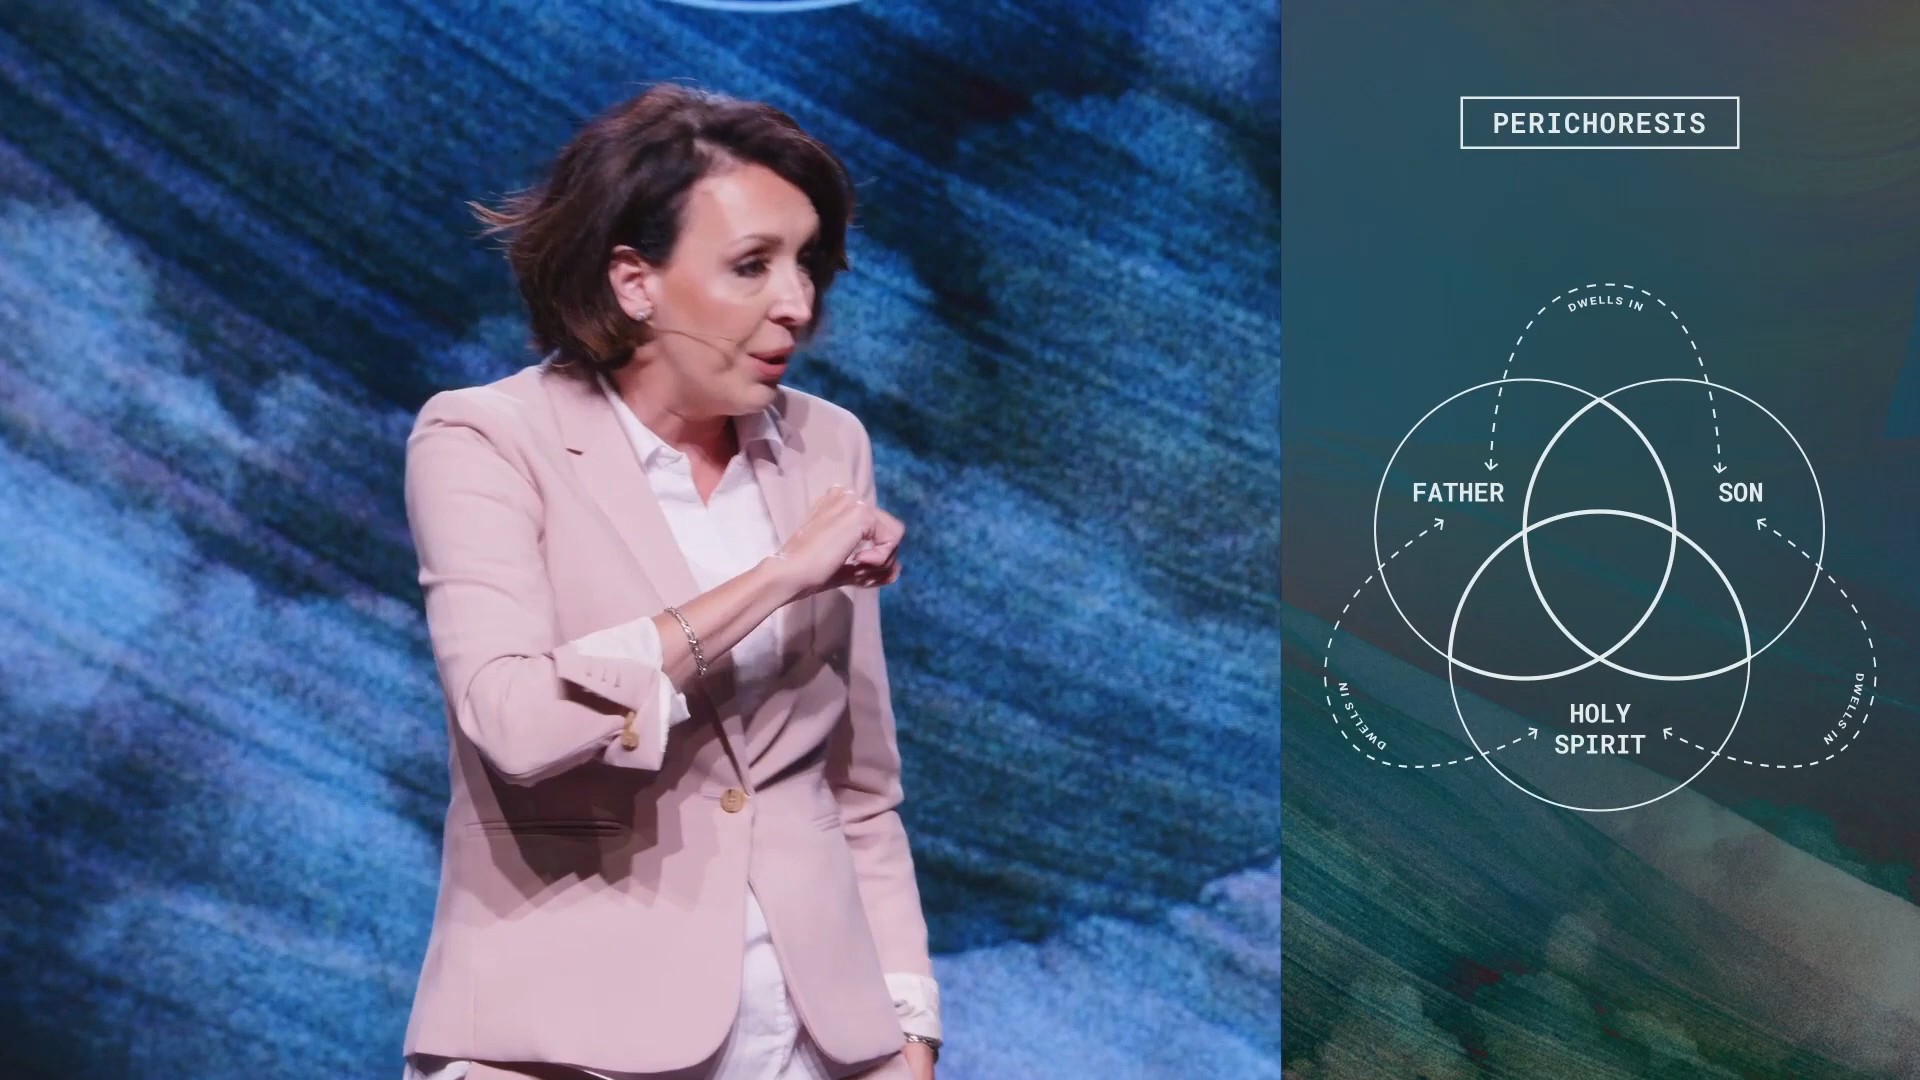 PERICHORESIS
DWELLS IN
FATHER
SON
DWELLS IN
DWELLS IN
HOLY
SPIRIT